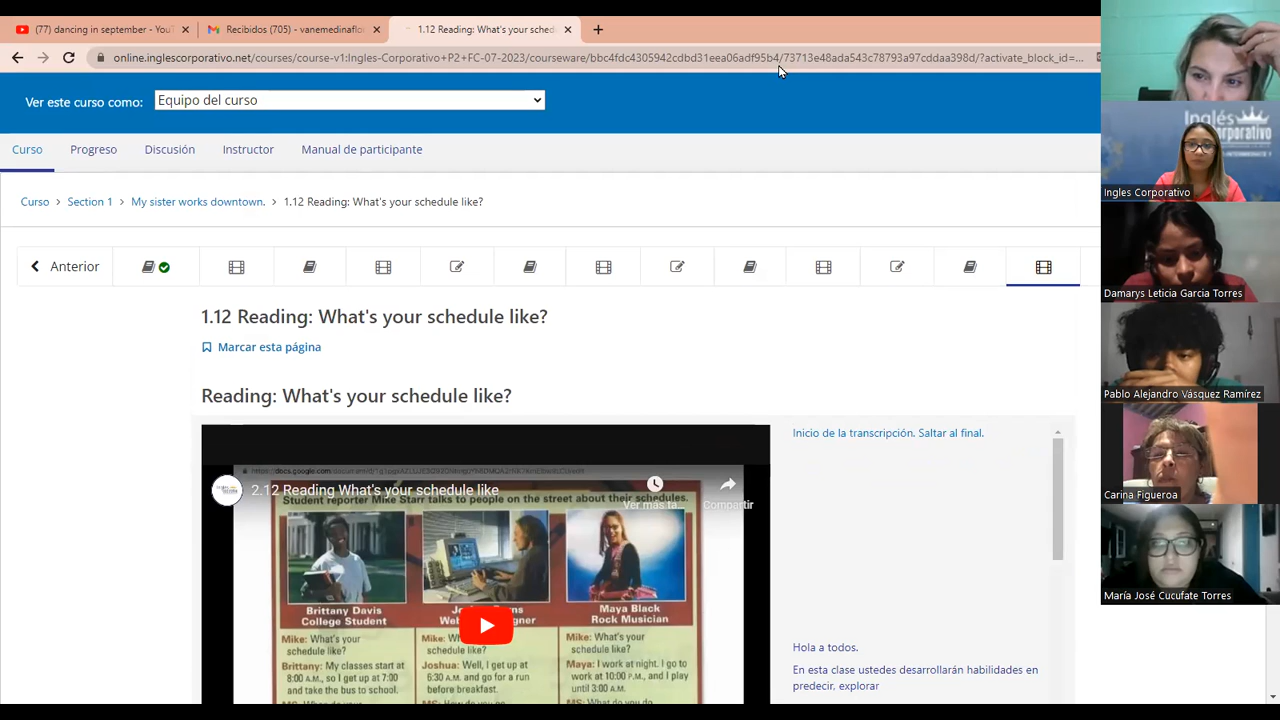 (77) dancing in september - YouT
Recibidos (705) - vanemedinaflo
1.12 Reading: What's your sched
online.inglescorporativo.net/courses/course-v1:Ingles-Corporativo+P2+FC-07-2023/courseware/bbc4fdc4305942cdbd31eea06adf95b4/73713e48ada543c78793a97cddaa398d/?activate_block_id=...
Ver este curso como:
Equipo del curso
Curso
Progreso
Discusión
Instructor
Manual de participante
Curso > Section 1 > My sister works downtown. > 1.12 Reading: What's your schedule like?
Anterior
1.12 Reading: What's your schedule like?
Marcar esta página
Reading: What's your schedule like?
2.12 Reading What's your schedule like
Ver más ta...
Compartir
Student reporter Mike Starr talks to people on the street about their schedules.
Brittany Davis
College Student
Maya Black
Rock Musician
Mike: What's your
schedule like?
Brittany: My classes start at
8:00 A.M., so I get up at 7:00
and take the bus to school.
schedule like?
Joshua: Well, I get up at
6:30 A.M. and go for a run
before breakfast.
Mike: What's your
schedule like?
Maya: I work at night. I go to
work at 10:00 P.M., and I play
until 3:00 A.M.
Inicio de la transcripción. Saltar al final.
Hola a todos.
En esta clase ustedes desarrollarán habilidades en
predecir, explorar
Inglés
Corporativo
Ingles Corporativo
Damarys Leticia Garcia Torres
Pablo Alejandro Vásquez Ramírez
Carina Figueroa
María José Cucufate Torres